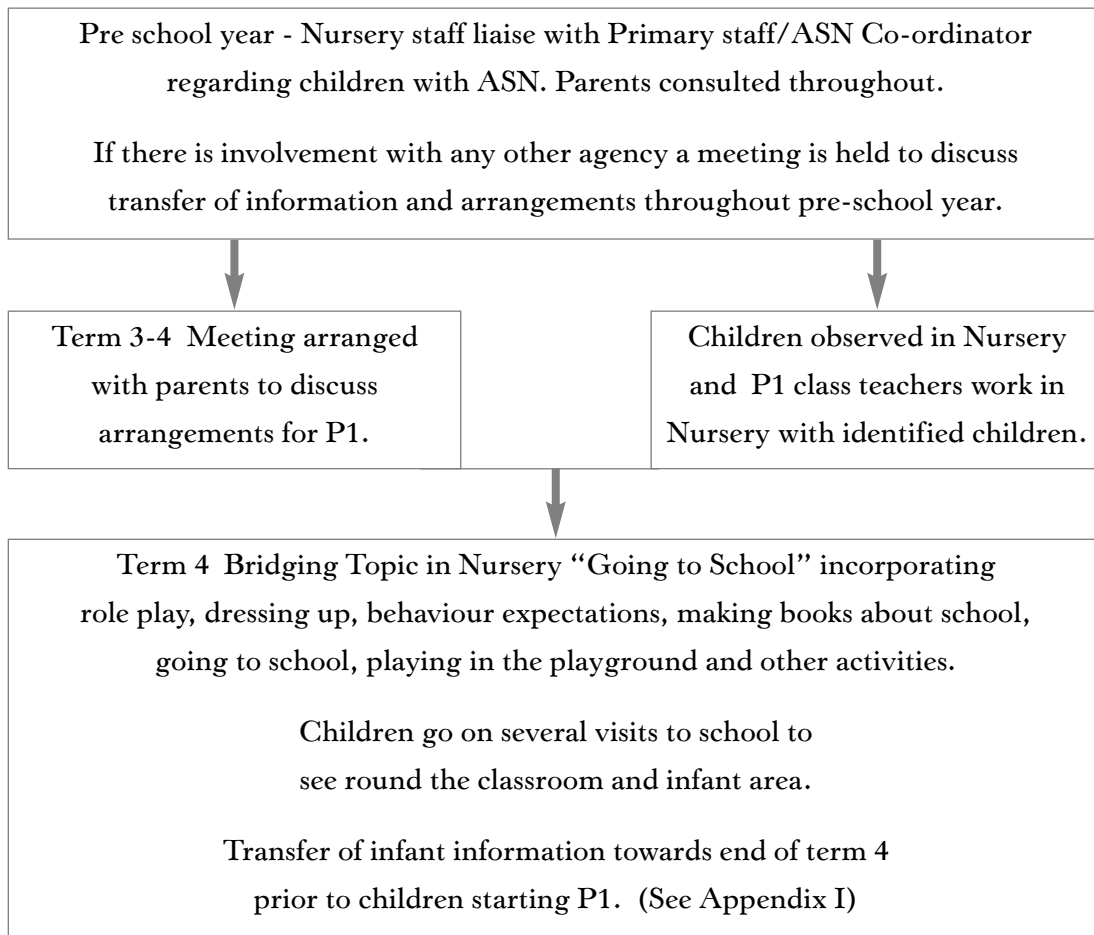 Pre school year - Nursery staff liaise with Primary staff/ASN Co-ordinator
regarding children with ASN. Parents consulted throughout.
If there is involvement with any other agency a meeting is held to discuss
transfer of information and arrangements throughout pre-school year.
Term 3-4 Meeting arranged
with parents to discuss
arrangements for P1.
Children observed in Nursery
and P1 class teachers work in
Nursery with identified children.
Term 4 Bridging Topic in Nursery “Going to School” incorporating
role play, dressing up, behaviour expectations, making books about school,
going to school, playing in the playground and other activities.
Children go on several visits to school to
see round the classroom and infant area.
Transfer of infant information towards end of term 4
prior to children starting P1. (See Appendix I)